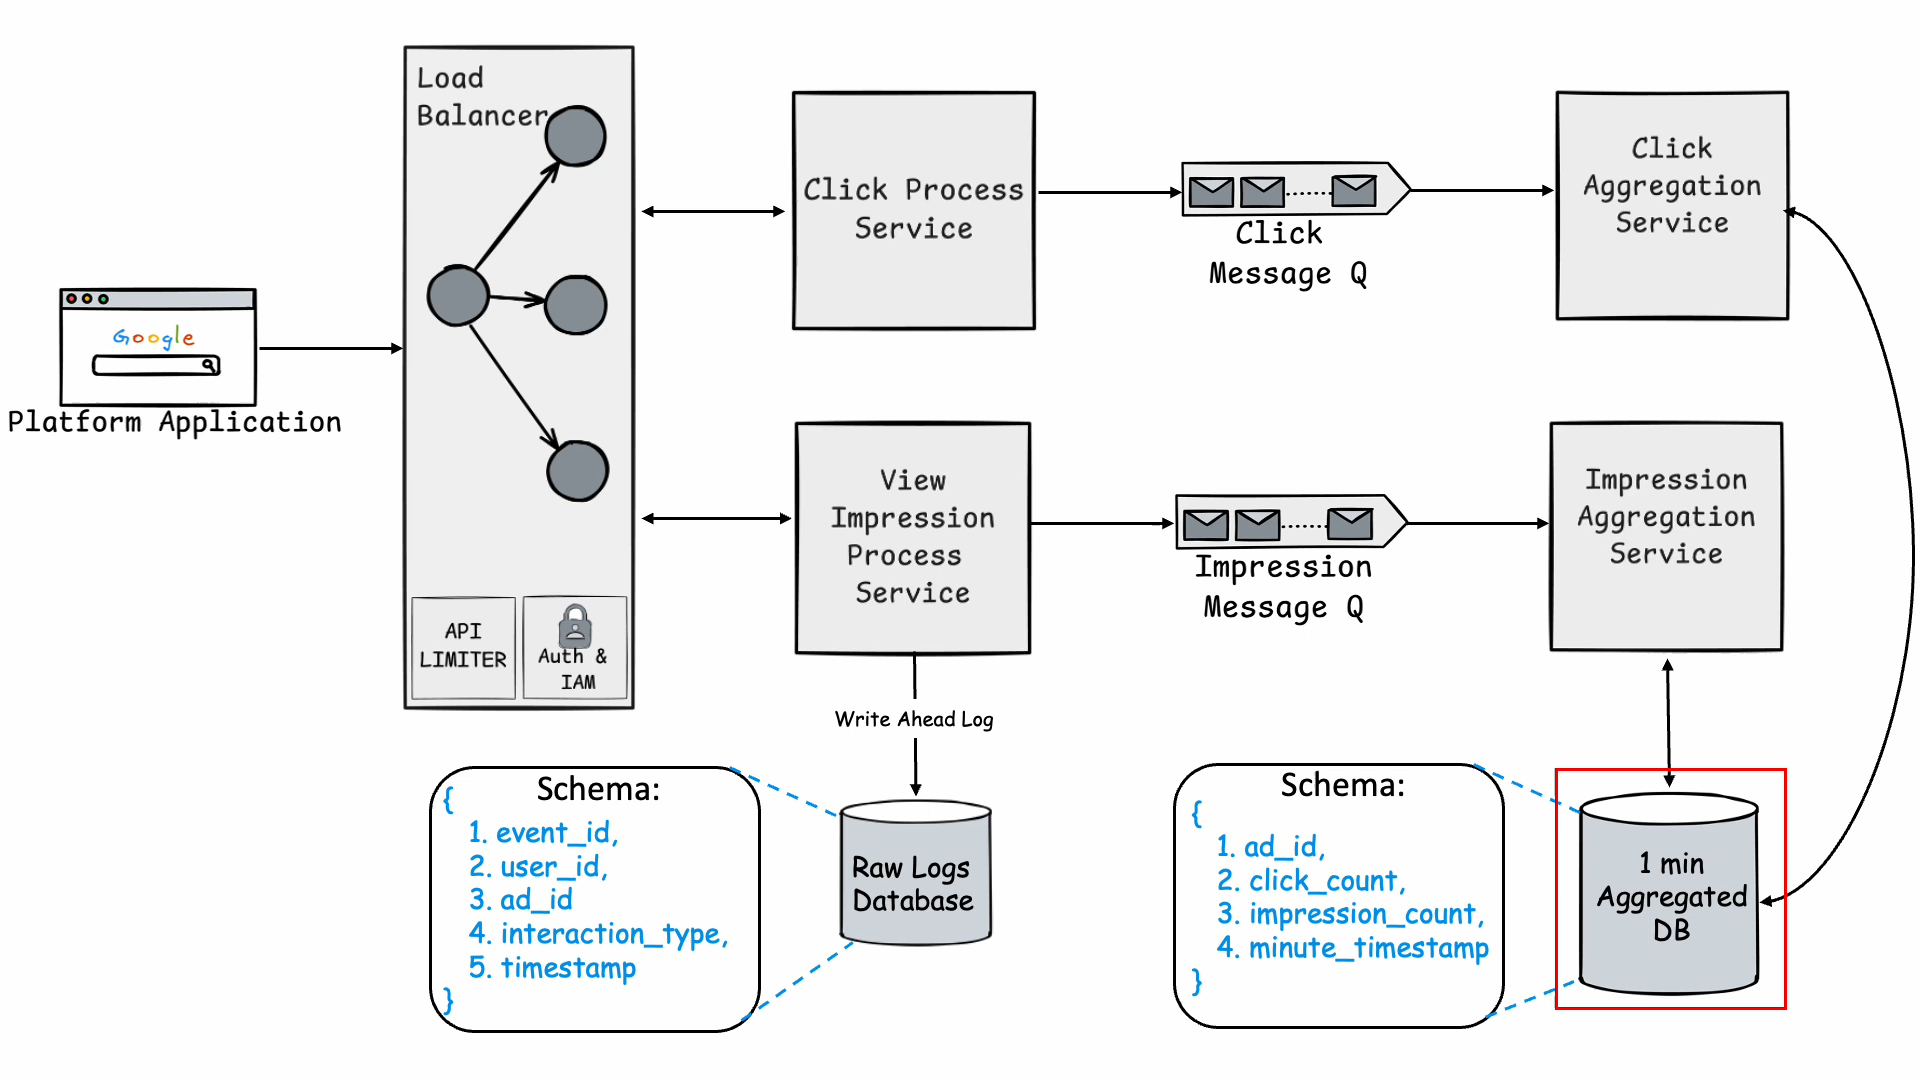 Load
Balancer
Google
Platform Application
API
LIMITER
Auth &
IAM
Click Process
Service
Click
Message Q
Click
Aggregation
Service
View
Impression
Process
Service
Impression
Message Q
Impression
Aggregation
Service
Write Ahead Log
Schema:
{
1. event_id,
2. user_id,
3. ad_id
4. interaction_type,
5. timestamp
}
Raw Logs
Database
Schema:
{
1. ad_id,
2. click_count,
3. impression_count,
4. minute_timestamp
}
1 min
Aggregated
DB